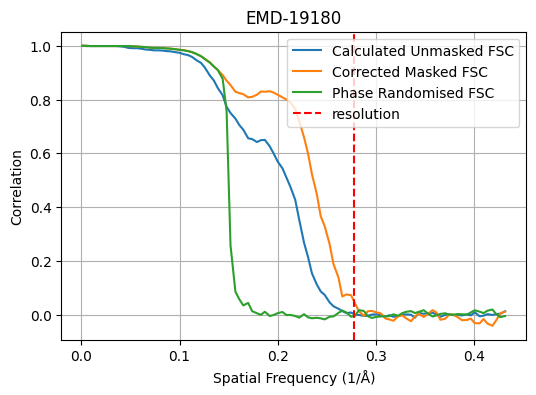 EMD-19180
Calculated Unmasked FSC
Corrected Masked FSC
Phase Randomised FSC
resolution
Correlation
1.0
0.8
0.6
0.4
0.2
0.0
0.0 0.1 0.2 0.3 0.4
Spatial Frequency (1/Å)